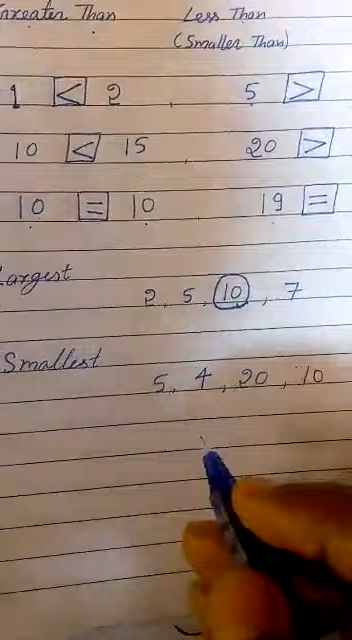 Greater Than Less Than
(Smaller Than)
1 < 2 , 5 >
10 < 15 , 20 >
10 = 10 , 19 =
Largest
2, 5, 10, 7
Smallest
5, 4, 20, 10